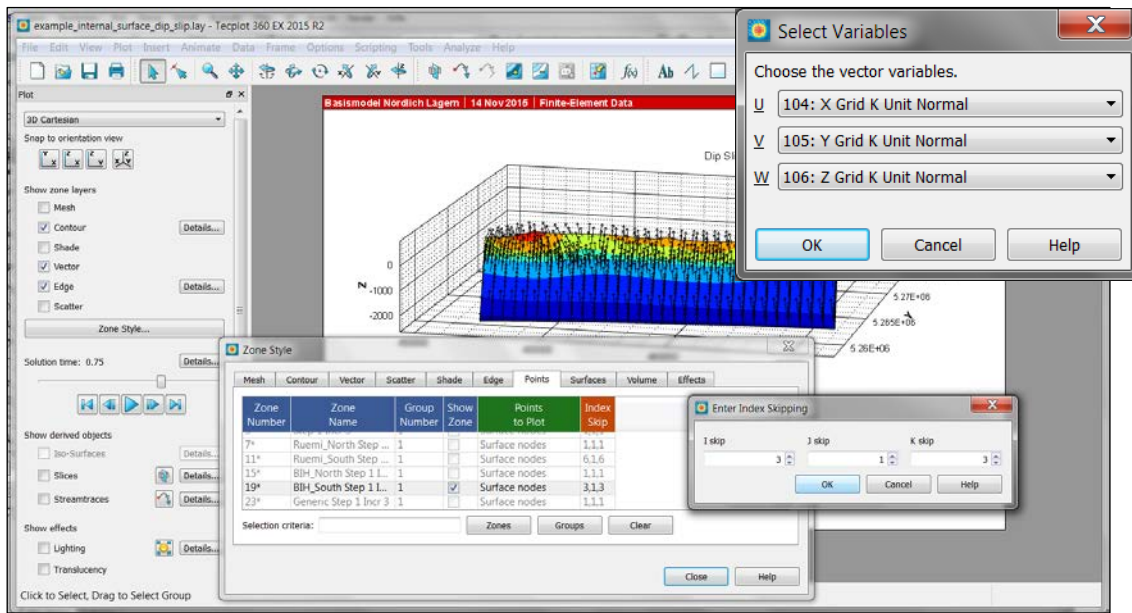 example_internal_surface_dip_slip.lay - Tecplot 360 EX 2015 R2
File Edit View Plot Insert Animate Data Frame Options Scripting Tools Analyze Help
Plot
3D Cartesian
Snap to orientation view
Show zone layers
Mesh
Contour Details...
Shade
Vector
Edge Details...
Scatter
Zone Style...
Solution time: 0.75 Details...
Show derived objects
Iso-Surfaces Details...
Slices Details...
Streamtraces Details...
Show effects
Lighting Details...
Translucency
Click to Select, Drag to Select Group
Basismodel Nördlich Lagern | 14 Nov 2016 | Finite-Element Data
Dip Sl
Z
0
-1000
-2000
5.27E+06
5.265E+06
5.26E+06
Select Variables
Choose the vector variables.
U 104: X Grid K Unit Normal
V 105: Y Grid K Unit Normal
W 106: Z Grid K Unit Normal
OK Cancel Help
Zone Style
Mesh Contour Vector Scatter Shade Edge Points Surfaces Volume Effects
Zone Number Zone Name Group Number Show Zone Points to Plot Index Skip
7* Ruemi_North Step ... 1 Surface nodes 1,1,1
11* Ruemi_South Step ... 1 Surface nodes 6,1,6
15* BIH_North Step 1 I... 1 Surface nodes 1,1,1
19* BIH_South Step 1 I... 1 Surface nodes 3,1,3
23* Generic Step 1 Incr 3 1 Surface nodes 1,1,1
Selection criteria: Zones Groups Clear
Close Help
Enter Index Skipping
I skip J skip K skip
3 1 3
OK Cancel Help